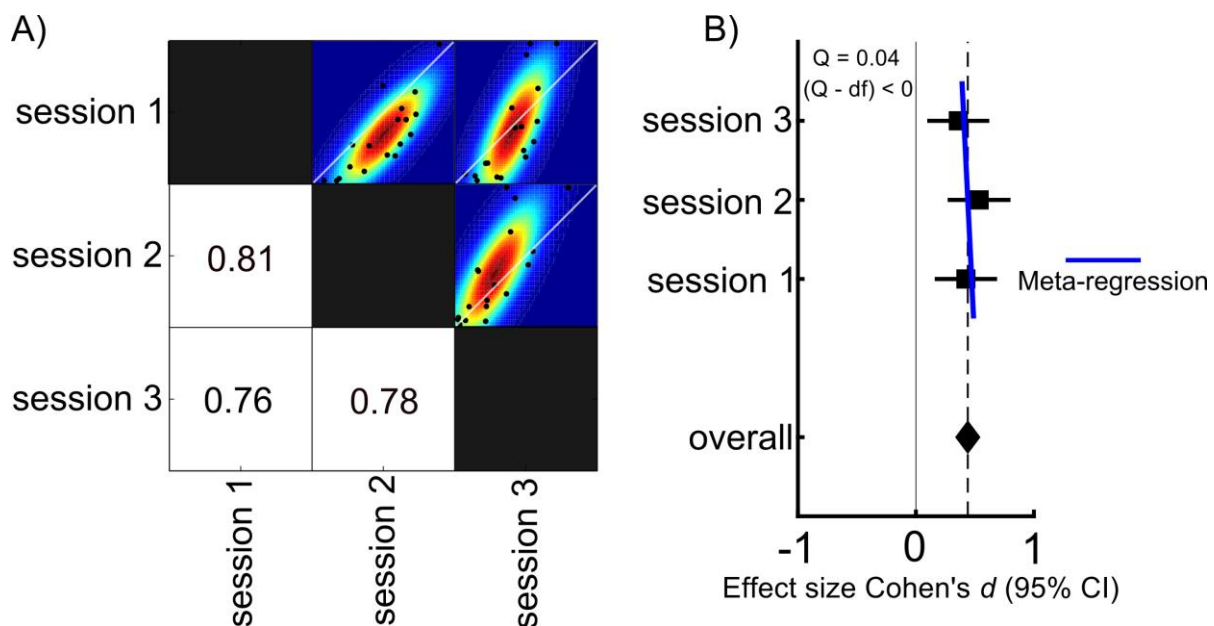 A)
session 1
session 2
session 3
0.81
0.76
0.78
session 1
session 2
session 3
B)
Q = 0.04
(Q - df) < 0
session 3
session 2
session 1
Meta-regression
overall
-1
0
1
Effect size Cohen's d (95% CI)